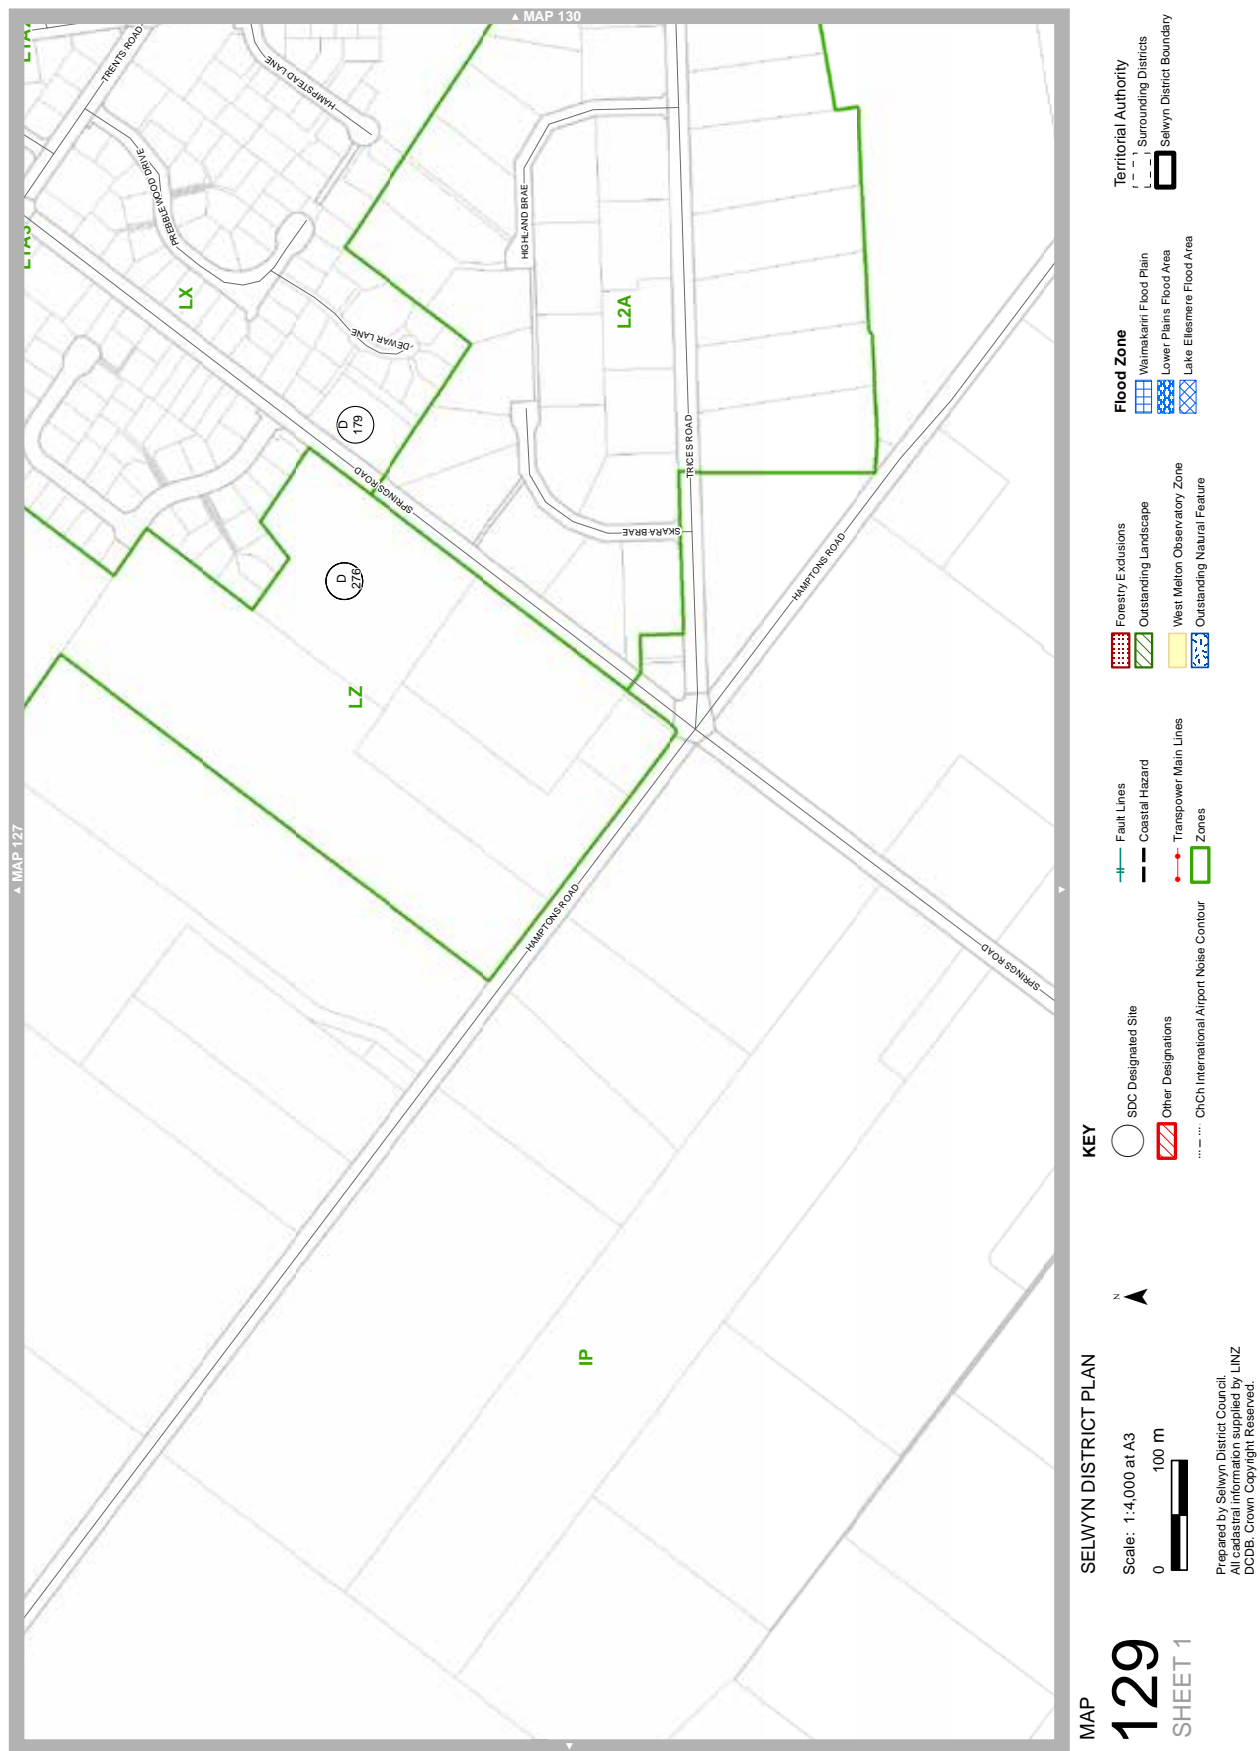 ▲ MAP 130
▲ MAP 127
TRENTS ROAD
HAMPSTEAD LANE
PREBBLEWOOD DRIVE
LX
DEWAR LANE
HIGHLAND BRAE
L2A
D
179
SPRINGS ROAD
TRICES ROAD
SKARA BRAE
D
276
HAMPTONS ROAD
LZ
HAMPTONS ROAD
SPRINGS ROAD
IP
MAP
129
SHEET 1
SELWYN DISTRICT PLAN
Scale: 1:4,000 at A3
0 100 m
Prepared by Selwyn District Council.
All cadastral information supplied by LINZ
DCDB. Crown Copyright Reserved.
N
KEY
SDC Designated Site
Other Designations
ChCh International Airport Noise Contour
Fault Lines
Coastal Hazard
Transpower Main Lines
Zones
Forestry Exclusions
Outstanding Landscape
West Melton Observatory Zone
Outstanding Natural Feature
Flood Zone
Waimakariri Flood Plain
Lower Plains Flood Area
Lake Ellesmere Flood Area
Territorial Authority
Surrounding Districts
Selwyn District Boundary